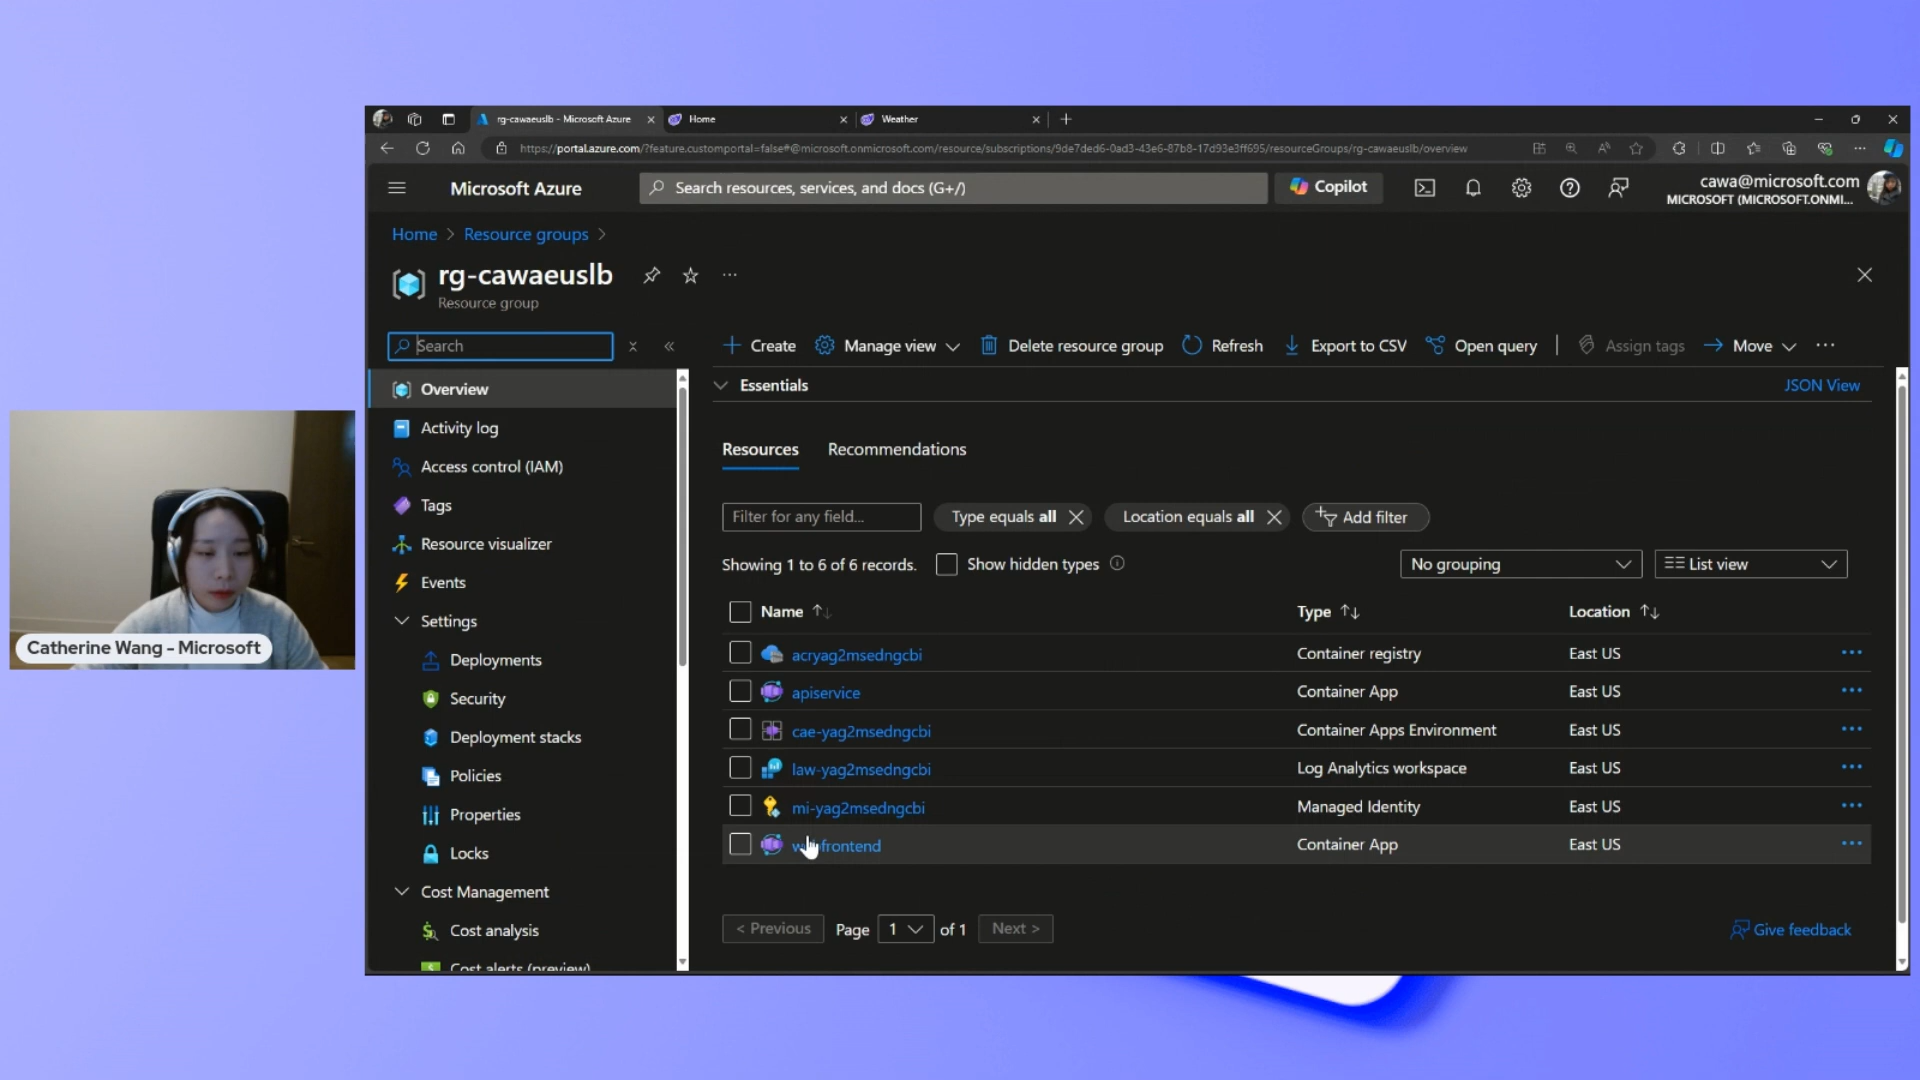 rg-cawaeuslb - Microsoft Azure
Home
Weather
https://portal.azure.com/?feature.customportal=false#@microsoft.onmicrosoft.com/resource/subscriptions/9de7ded6-0ad3-43e6-87b8-17d93e3ff695/resourceGroups/rg-cawaeuslb/overview
Microsoft Azure
Search resources, services, and docs (G+/)
Copilot
cawa@microsoft.com
MICROSOFT (MICROSOFT.ONMI...
Home > Resource groups >
rg-cawaeuslb
Resource group
Search
Create
Manage view
Delete resource group
Refresh
Export to CSV
Open query
Assign tags
Move
Overview
Activity log
Access control (IAM)
Tags
Resource visualizer
Events
Settings
Deployments
Security
Deployment stacks
Policies
Properties
Locks
Cost Management
Cost analysis
Cost alerts (preview)
Essentials
JSON View
Resources
Recommendations
Filter for any field...
Type equals all
Location equals all
Add filter
Showing 1 to 6 of 6 records.
Show hidden types
No grouping
List view
Name Type Location
acryag2msedngcbi Container registry East US
apiservice Container App East US
cae-yag2msedngcbi Container Apps Environment East US
law-yag2msedngcbi Log Analytics workspace East US
mi-yag2msedngcbi Managed Identity East US
frontend Container App East US
< Previous Page 1 of 1 Next >
Give feedback
Catherine Wang - Microsoft